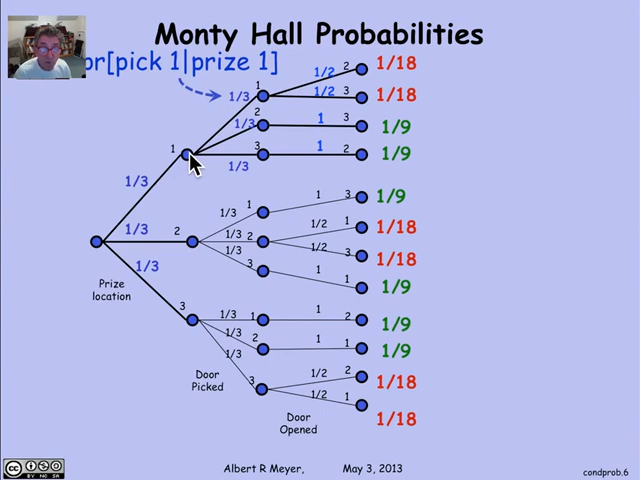 Monty Hall Probabilities
pr[pick 1|prize 1]
1/2 2 1/18
1 1/2 3 1/18
1/3
2 1 3 1/9
1/3
1 3 1 2 1/9
1/3
1/3
1 1 3 1/9
1/3
1/3 2 1/3 2 1/2 1 1/18
1/3 1/2 3 1/18
1/3 3 1 1 1/9
Prize
location
3 1/3 1 1 2 1/9
1/3 2 1 1 1/9
1/3
Door
Picked
3 1/2 2 1/18
1/2 1 1/18
Door
Opened
Albert R Meyer, May 3, 2013
condprob.6
cc BY NC SA